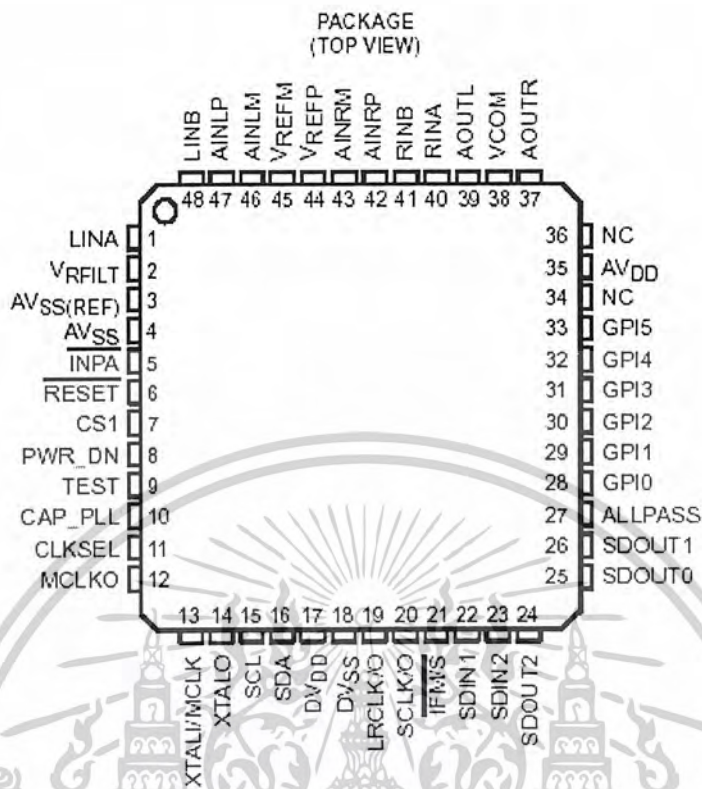 PACKAGE
(TOP VIEW)
LINB
AINLP
AINLM
VREFM
VREFP
AINRM
AINRP
RINB
RINA
AOUTL
VCOM
AOUTR
48 47 46 45 44 43 42 41 40 39 38 37
LINA 1
VRFILT 2
AVSS(REF) 3
AVSS 4
INPA 5
RESET 6
CS1 7
PWR_DN 8
TEST 9
CAP_PLL 10
CLKSEL 11
MCLKO 12
36 NC
35 AVDD
34 NC
33 GPI5
32 GPI4
31 GPI3
30 GPI2
29 GPI1
28 GPI0
27 ALLPASS
26 SDOUT1
25 SDOUT0
13 14 15 16 17 18 19 20 21 22 23 24
XTALI/MCLK
XTALO
SCL
SDA
DVDD
DVSS
LRCLK/O
SCLK/O
IFM/S
SDIN1
SDIN2
SDOUT2